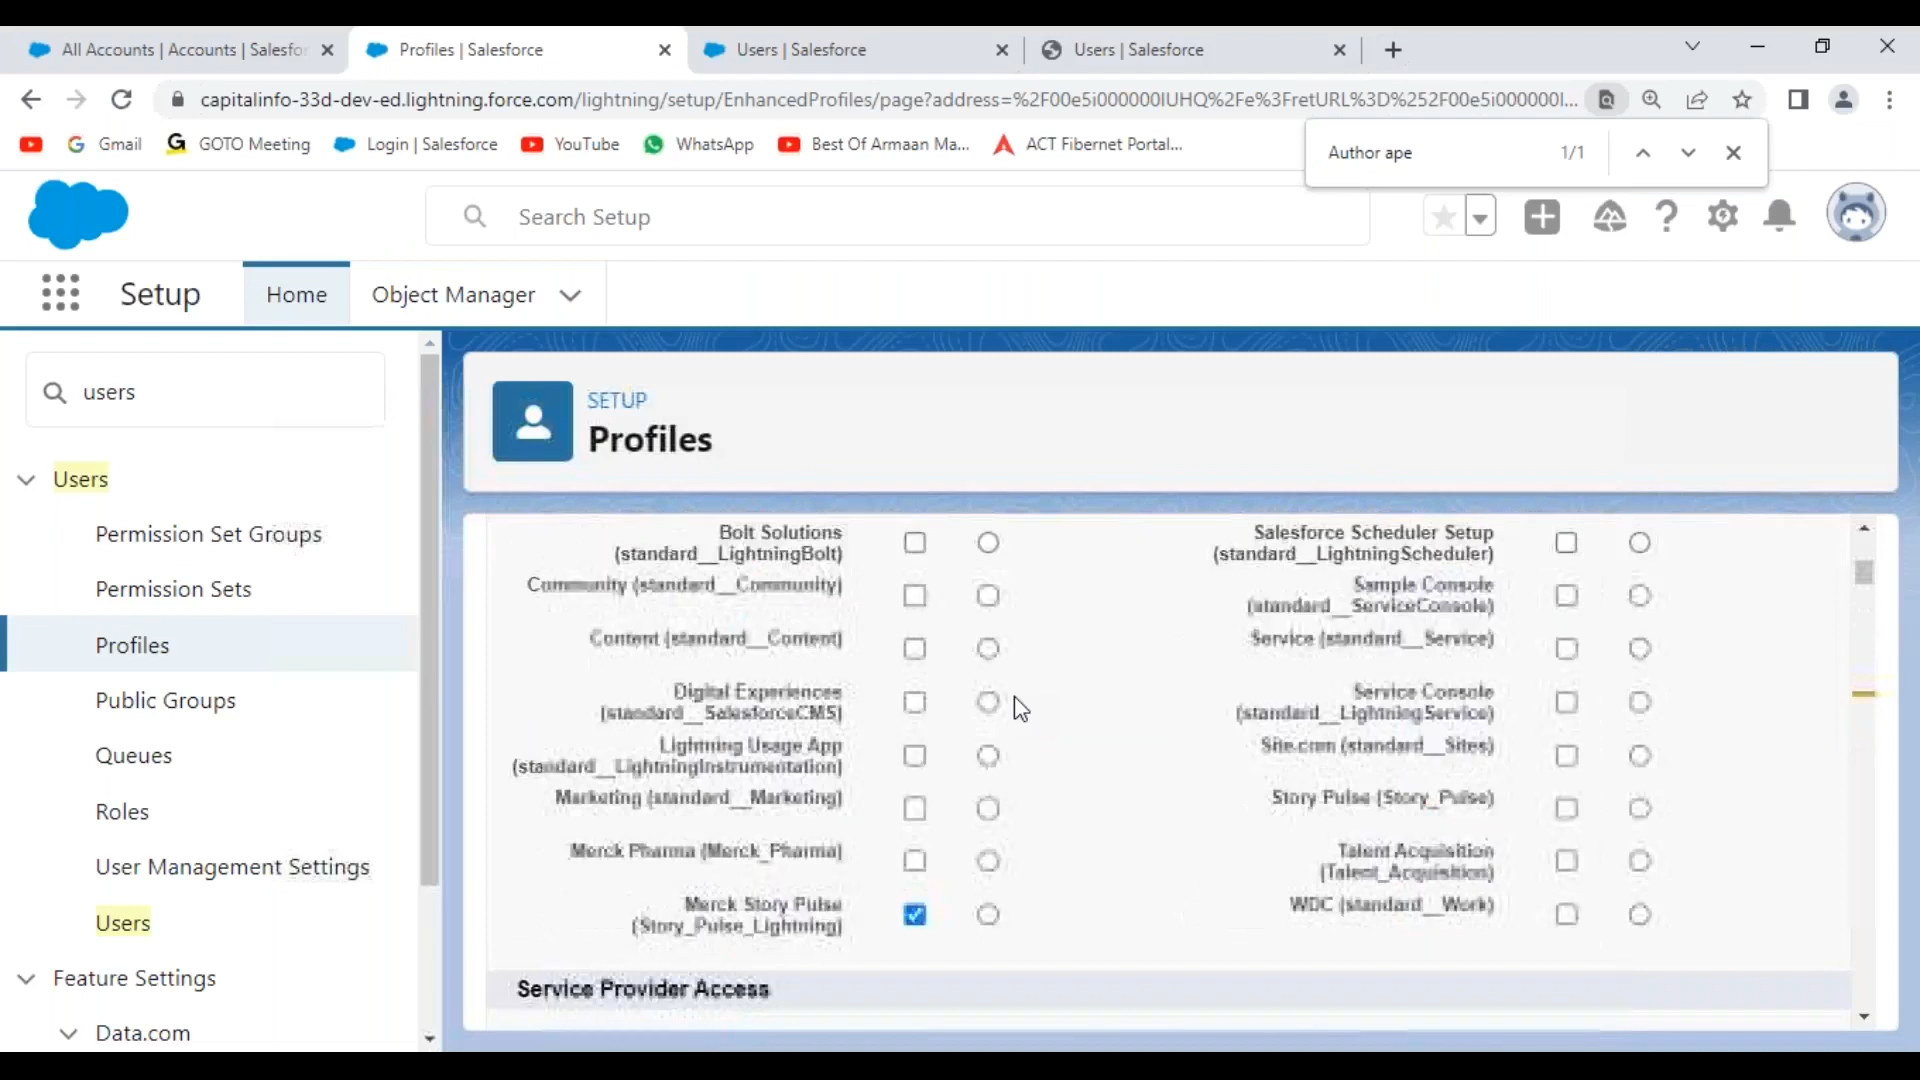 All Accounts | Accounts | Salesfor
Profiles | Salesforce
Users | Salesforce
Users | Salesforce
capitalinfo-33d-dev-ed.lightning.force.com/lightning/setup/EnhancedProfiles/page?address=%2F00e5i000000IUHQ%2Fe%3FretURL%3D%252F00e5i000000I...
Gmail
GOTO Meeting
Login | Salesforce
YouTube
WhatsApp
Best Of Armaan Ma...
ACT Fibernet Portal...
Author ape 1/1
Search Setup
Setup
Home
Object Manager
users
Users
Permission Set Groups
Permission Sets
Profiles
Public Groups
Queues
Roles
User Management Settings
Users
Feature Settings
Data.com
SETUP
Profiles
Bolt Solutions
(standard__LightningBolt)
Community (standard__Community)
Content (standard__Content)
Digital Experiences
(standard__SalesforceCMS)
Lightning Usage App
(standard__LightningInstrumentation)
Marketing (standard__Marketing)
Merck Pharma (Merck_Pharma)
Merck Story Pulse
(Story_Pulse_Lightning)
Salesforce Scheduler Setup
(standard__LightningScheduler)
Sample Console
(standard__ServiceConsole)
Service (standard__Service)
Service Console
(standard__LightningService)
Site.com (standard__Sites)
Story Pulse (Story_Pulse)
Talent Acquisition
(Talent_Acquisition)
WDC (standard__Work)
Service Provider Access